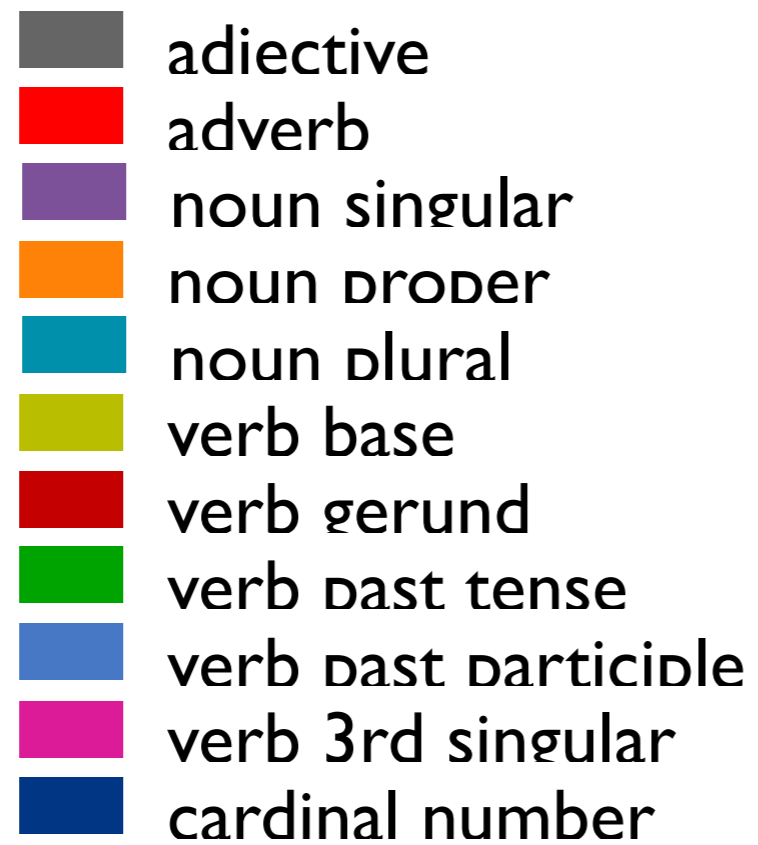 adjective
adverb
noun singular
noun proper
noun plural
verb base
verb gerund
verb past tense
verb past participle
verb 3rd singular
cardinal number